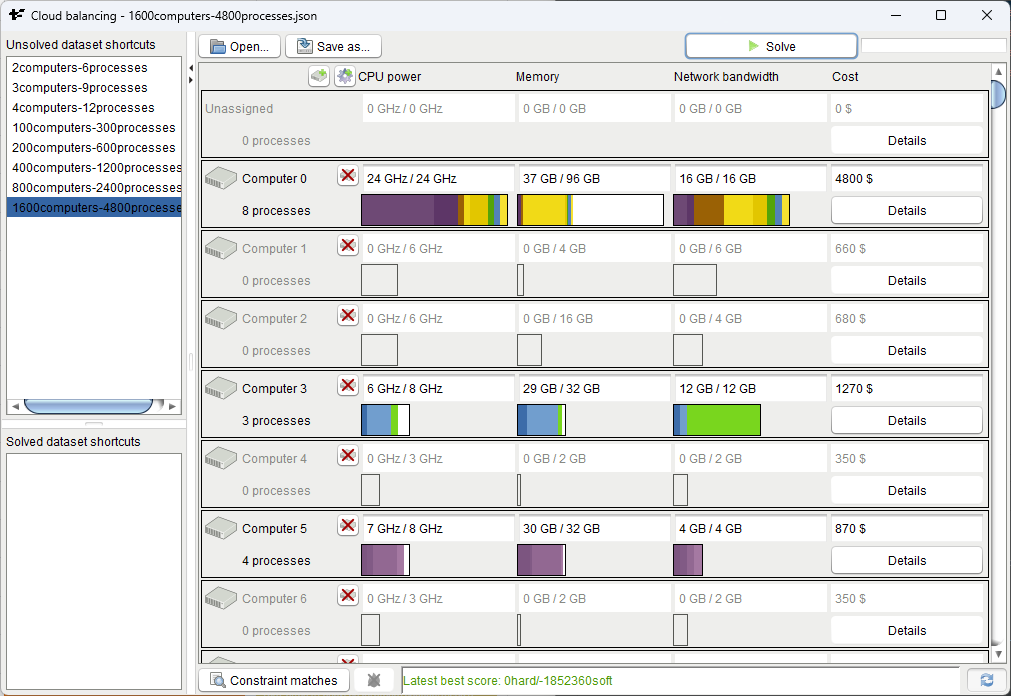 Cloud balancing - 1600computers-4800processes.json
Unsolved dataset shortcuts
2computers-6processes
3computers-9processes
4computers-12processes
100computers-300processes
200computers-600processes
400computers-1200processes
800computers-2400processes
1600computers-4800processe
Solved dataset shortcuts
Open... Save as... Solve
CPU power Memory Network bandwidth Cost
Unassigned 0 GHz / 0 GHz 0 GB / 0 GB 0 GB / 0 GB 0 $
0 processes Details
Computer 0 24 GHz / 24 GHz 37 GB / 96 GB 16 GB / 16 GB 4800 $
8 processes Details
Computer 1 0 GHz / 6 GHz 0 GB / 4 GB 0 GB / 6 GB 660 $
0 processes Details
Computer 2 0 GHz / 6 GHz 0 GB / 16 GB 0 GB / 4 GB 680 $
0 processes Details
Computer 3 6 GHz / 8 GHz 29 GB / 32 GB 12 GB / 12 GB 1270 $
3 processes Details
Computer 4 0 GHz / 3 GHz 0 GB / 2 GB 0 GB / 2 GB 350 $
0 processes Details
Computer 5 7 GHz / 8 GHz 30 GB / 32 GB 4 GB / 4 GB 870 $
4 processes Details
Computer 6 0 GHz / 3 GHz 0 GB / 2 GB 0 GB / 2 GB 350 $
0 processes Details
Constraint matches Latest best score: 0hard/-1852360soft